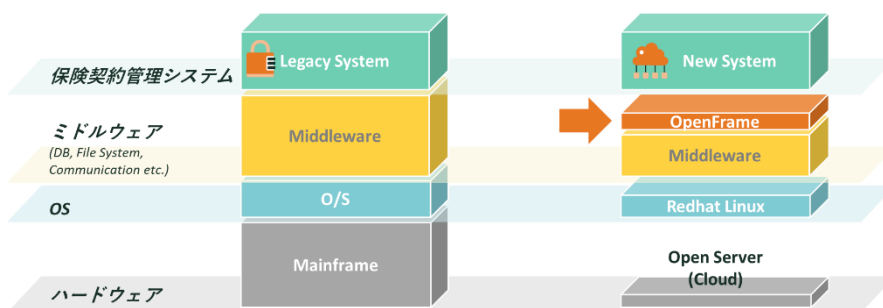 保険契約管理システム
Legacy System
New System
ミドルウェア
(DB, File System,
Communication etc.)
Middleware
OpenFrame
Middleware
OS
O/S
Redhat Linux
ハードウェア
Mainframe
Open Server
(Cloud)